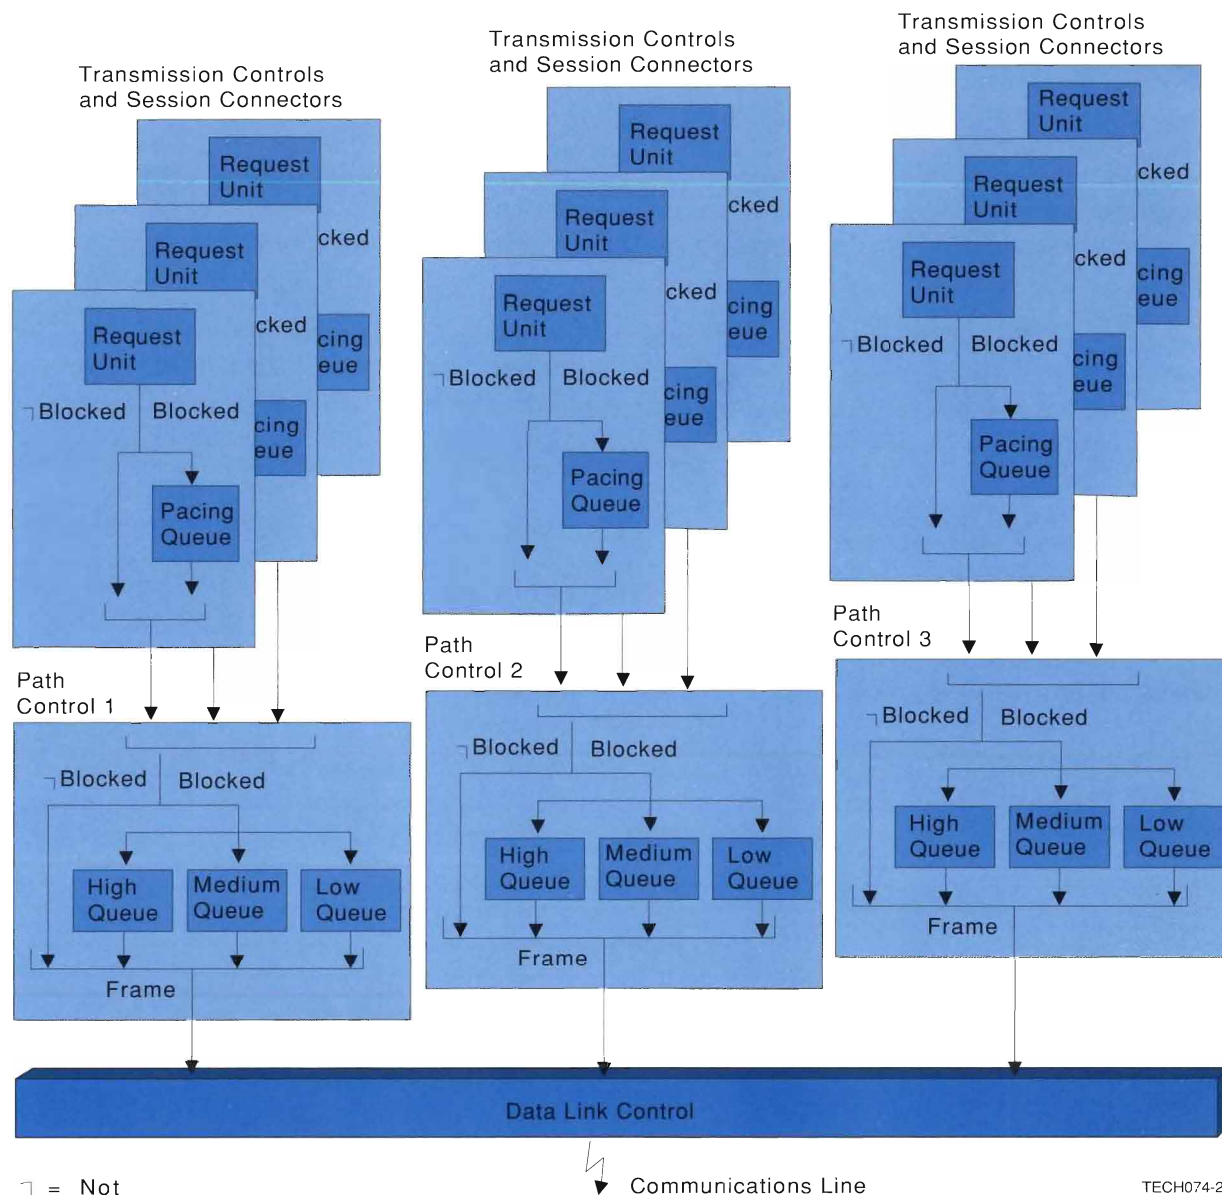 Transmission Controls
and Session Connectors
Request
Unit
cked
cing
eue
Request
Unit
cked
cing
eue
Request
Unit
¬Blocked Blocked
Pacing
Queue
Path
Control 1
¬Blocked Blocked
High
Queue
Medium
Queue
Low
Queue
Frame
Transmission Controls
and Session Connectors
Request
Unit
cked
cing
eue
Request
Unit
cked
cing
eue
Request
Unit
¬Blocked Blocked
Pacing
Queue
Path
Control 2
¬Blocked Blocked
High
Queue
Medium
Queue
Low
Queue
Frame
Transmission Controls
and Session Connectors
Request
Unit
cked
cing
eue
Request
Unit
cked
cing
eue
Request
Unit
¬Blocked Blocked
Pacing
Queue
Path
Control 3
¬Blocked Blocked
High
Queue
Medium
Queue
Low
Queue
Frame
Data Link Control
¬ = Not
Communications Line
TECH074-2